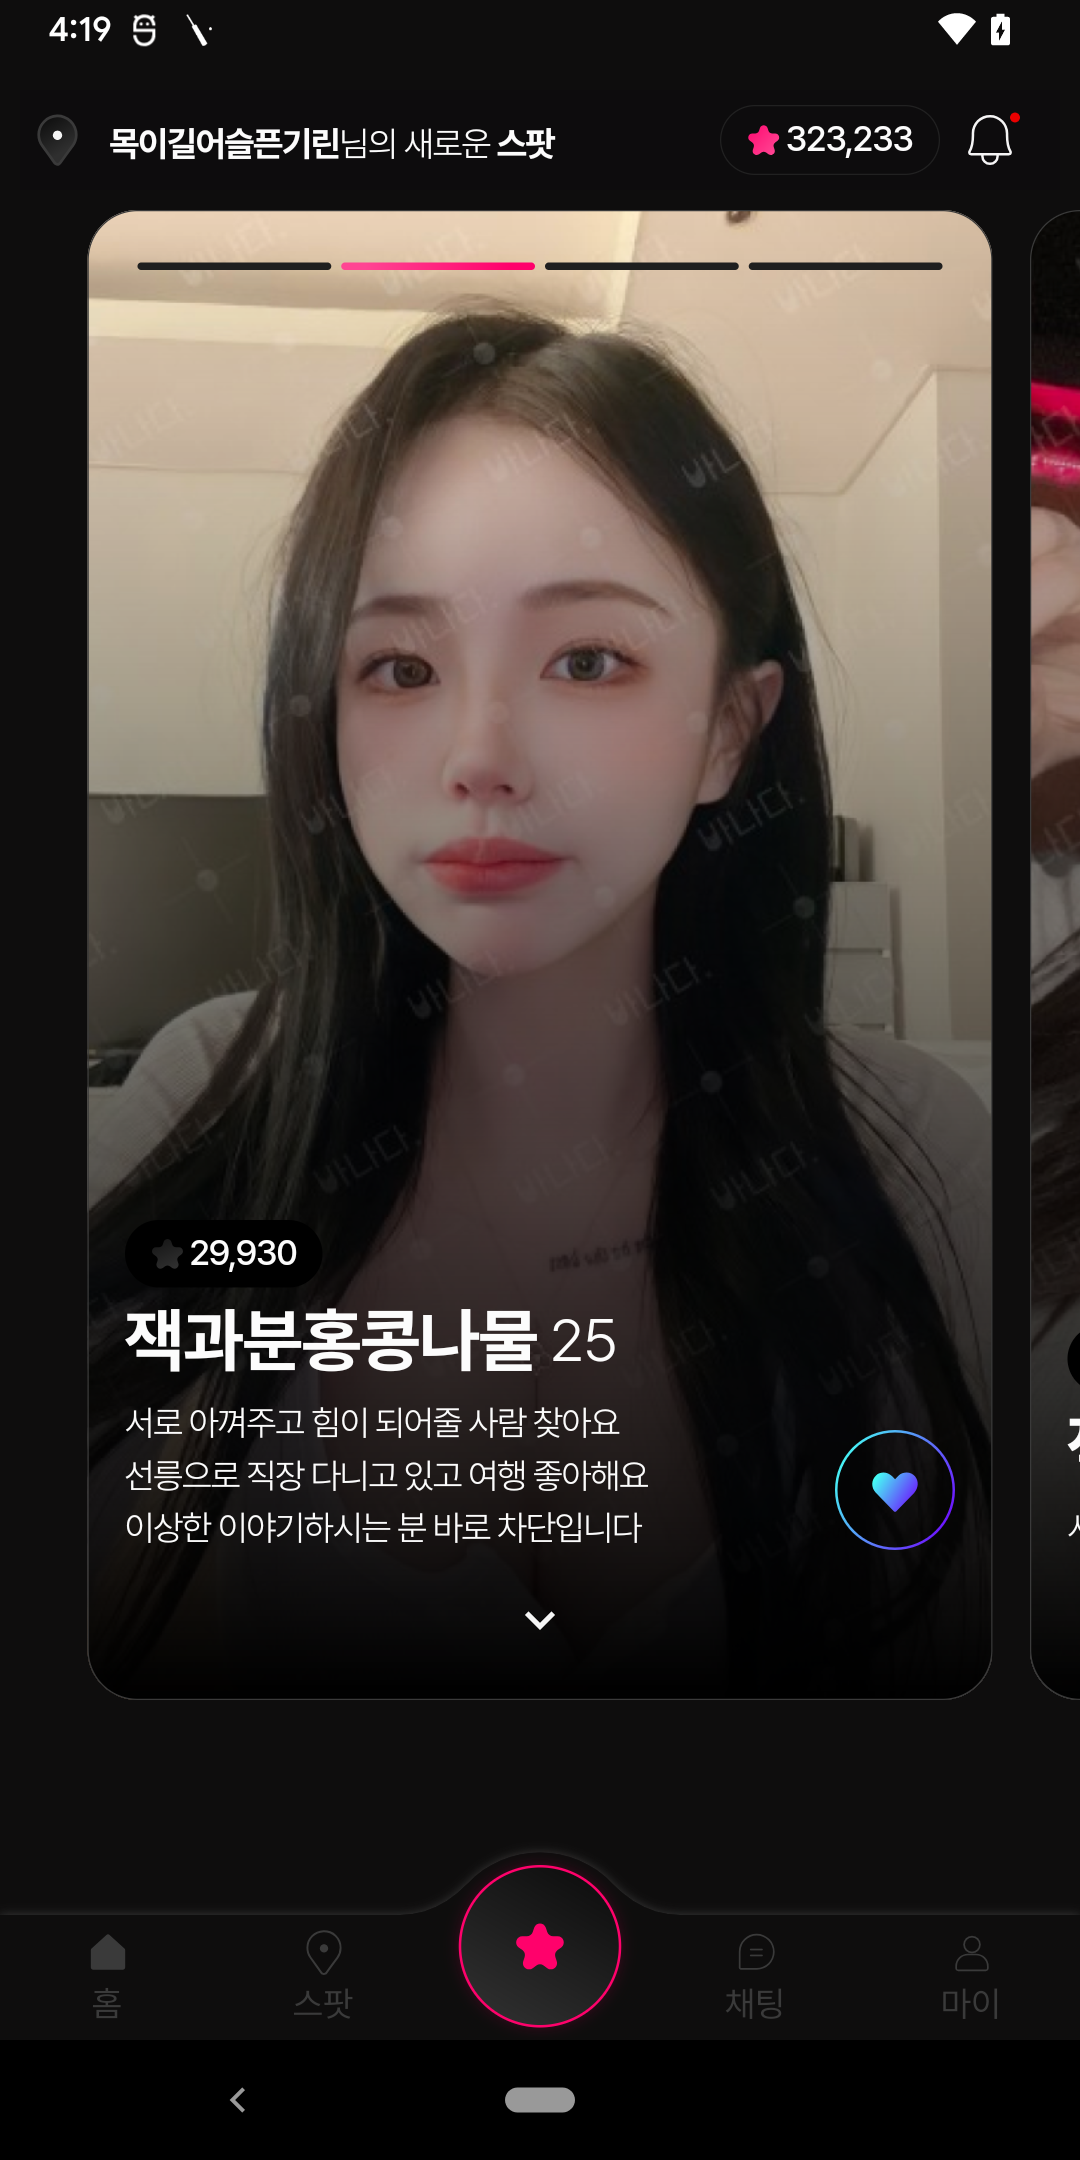 4:19
목이길어슬픈기린님의 새로운 스팟
323,233
바나다.
29,930
잭과분홍콩나물 25
서로 아껴주고 힘이 되어줄 사람 찾아요
선릉으로 직장 다니고 있고 여행 좋아해요
이상한 이야기하시는 분 바로 차단입니다
홈
스팟
채팅
마이